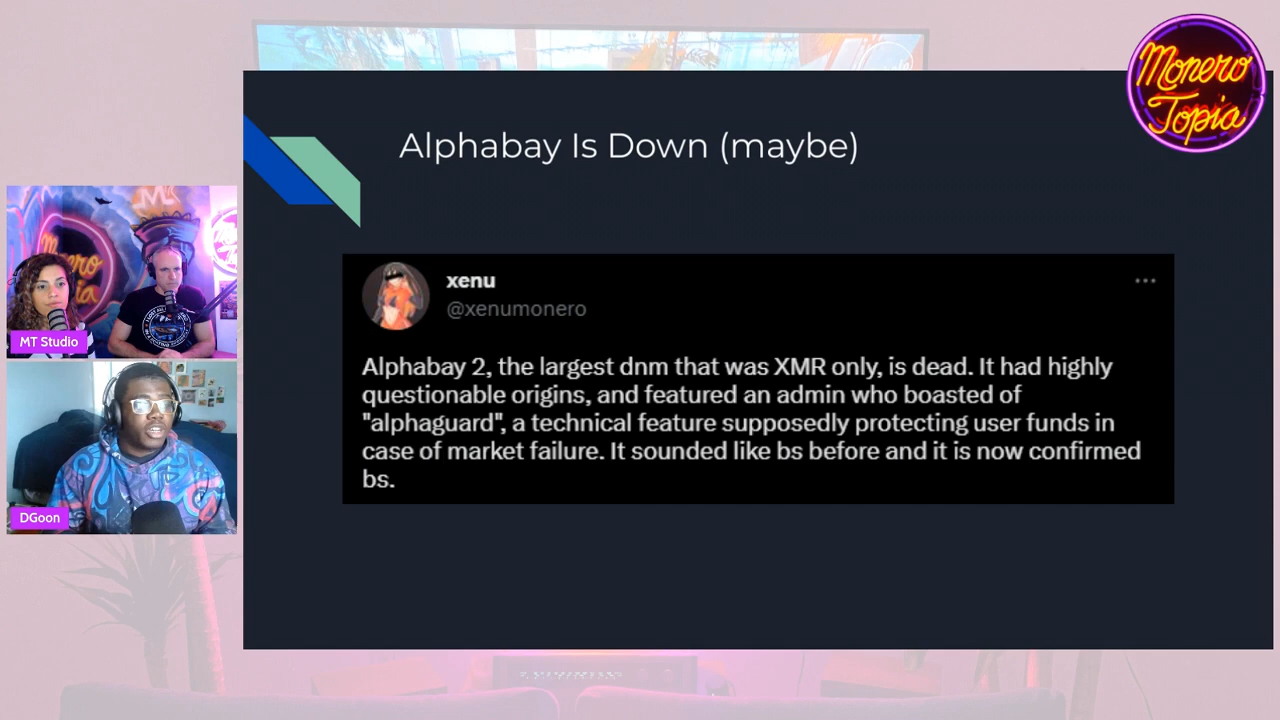 Monero
Topia
Alphabay Is Down (maybe)
xenu
@xenumonero
Alphabay 2, the largest dnm that was XMR only, is dead. It had highly
questionable origins, and featured an admin who boasted of
"alphaguard", a technical feature supposedly protecting user funds in
case of market failure. It sounded like bs before and it is now confirmed
bs.
MT Studio
DGoon